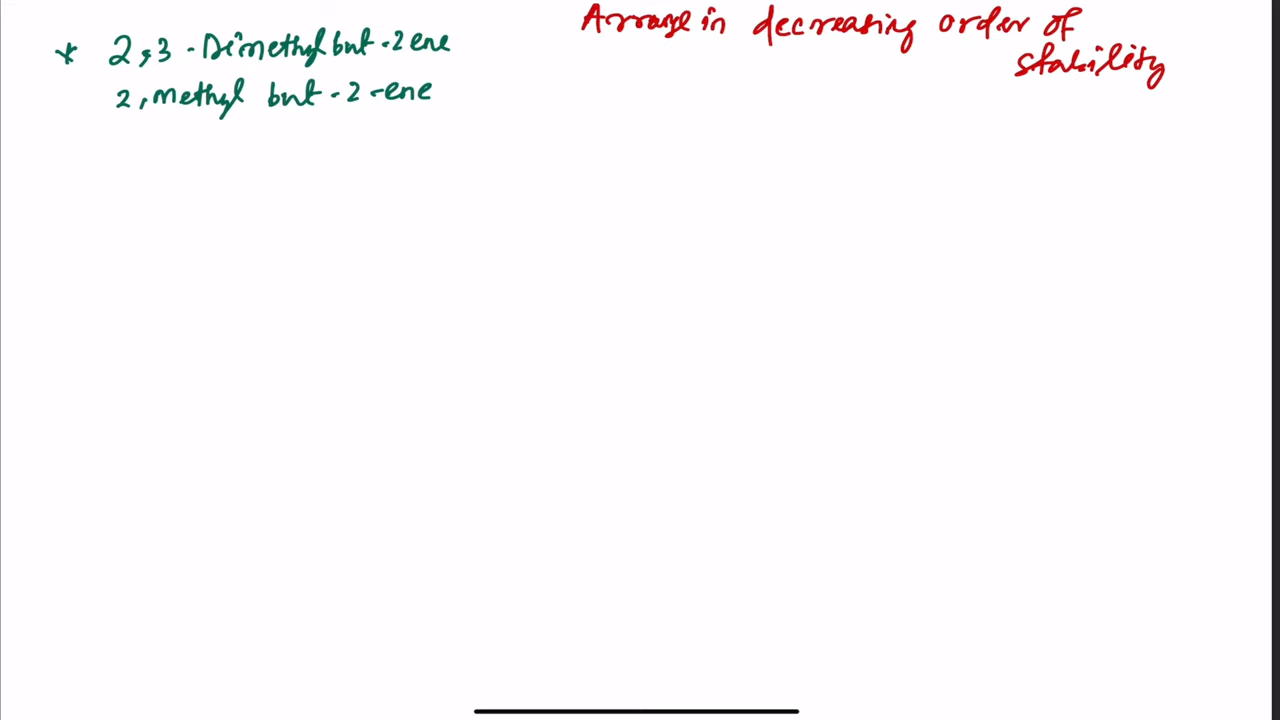 Arrange in decreasing order of
stability
* 2,3 - Dimethyl but - 2 ene
2, methyl but - 2 - ene